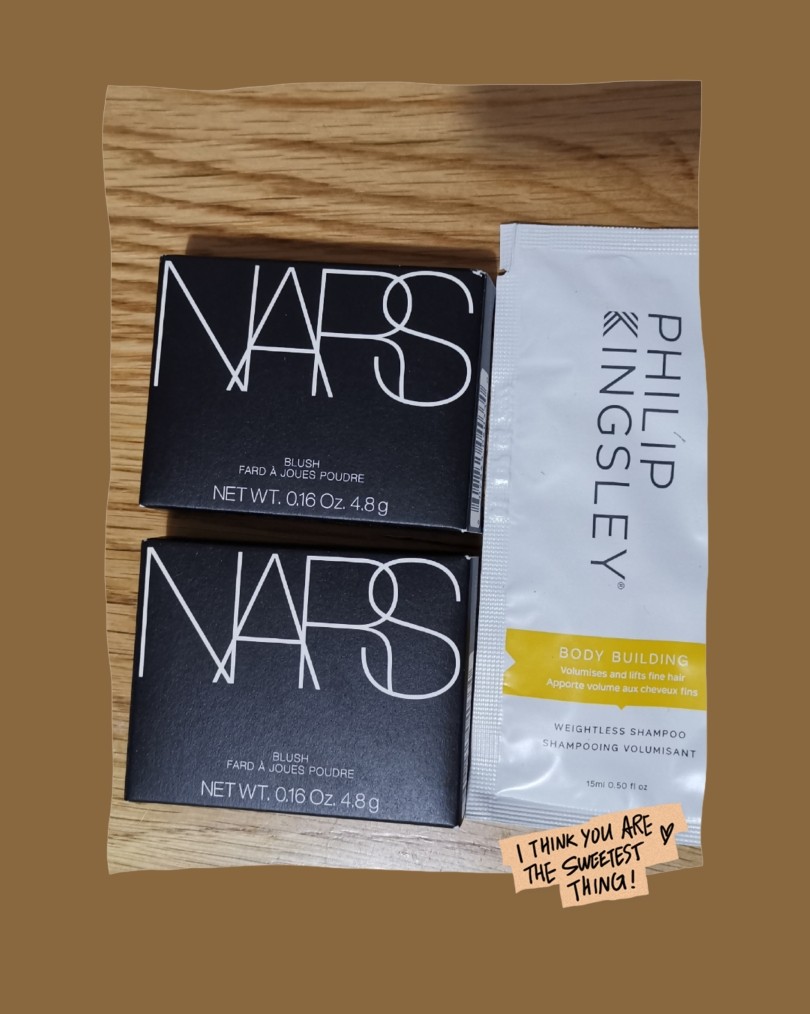 NARS
BLUSH
FARD À JOUES POUDRE
NET WT. 0.16 Oz. 4.8 g
NARS
BLUSH
FARD À JOUES POUDRE
NET WT. 0.16 Oz. 4.8 g
PHILIP
KINGSLEY®
BODY BUILDING
Volumises and lifts fine hair
Apporte volume aux cheveux fins
WEIGHTLESS SHAMPOO
SHAMPOOING VOLUMISANT
15ml 0.50 fl oz
I THINK YOU ARE
THE SWEETEST
THING!